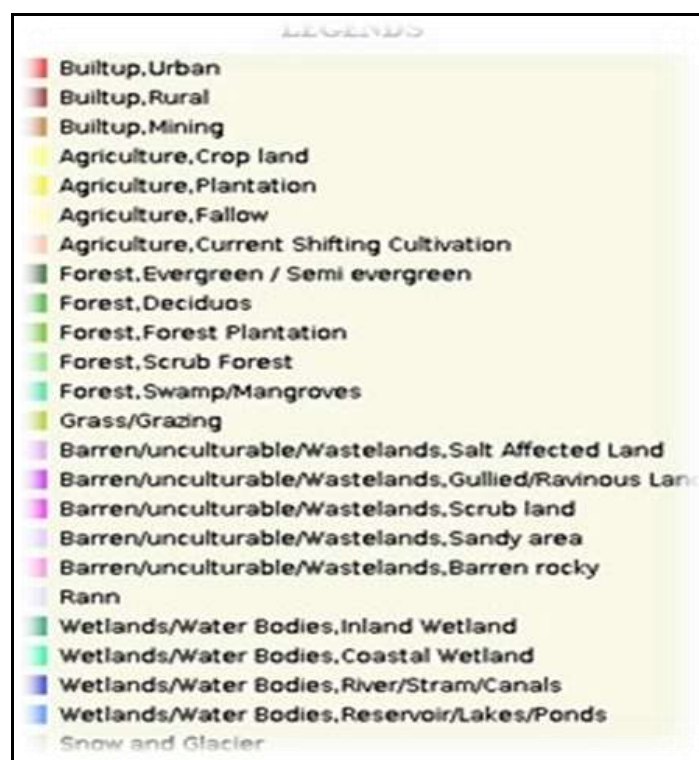 LEGENDS
Builtup,Urban
Builtup,Rural
Builtup,Mining
Agriculture,Crop land
Agriculture,Plantation
Agriculture,Fallow
Agriculture,Current Shifting Cultivation
Forest,Evergreen / Semi evergreen
Forest,Deciduos
Forest,Forest Plantation
Forest,Scrub Forest
Forest,Swamp/Mangroves
Grass/Grazing
Barren/unculturable/Wastelands,Salt Affected Land
Barren/unculturable/Wastelands,Gullied/Ravinous Lan
Barren/unculturable/Wastelands,Scrub land
Barren/unculturable/Wastelands,Sandy area
Barren/unculturable/Wastelands,Barren rocky
Rann
Wetlands/Water Bodies,Inland Wetland
Wetlands/Water Bodies,Coastal Wetland
Wetlands/Water Bodies,River/Stram/Canals
Wetlands/Water Bodies,Reservoir/Lakes/Ponds
Snow and Glacier